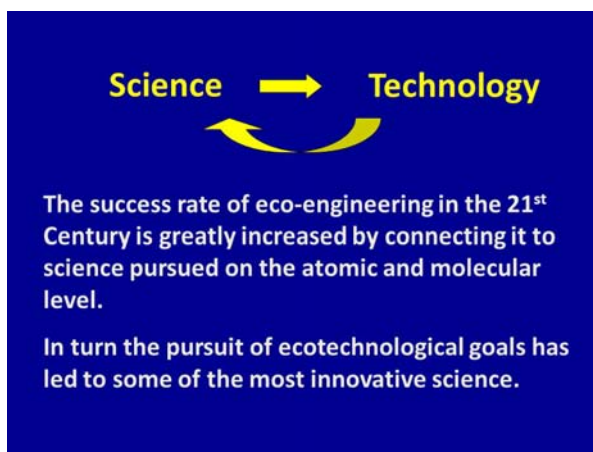 Science Technology
The success rate of eco-engineering in the 21st
Century is greatly increased by connecting it to
science pursued on the atomic and molecular
level.
In turn the pursuit of ecotechnological goals has
led to some of the most innovative science.